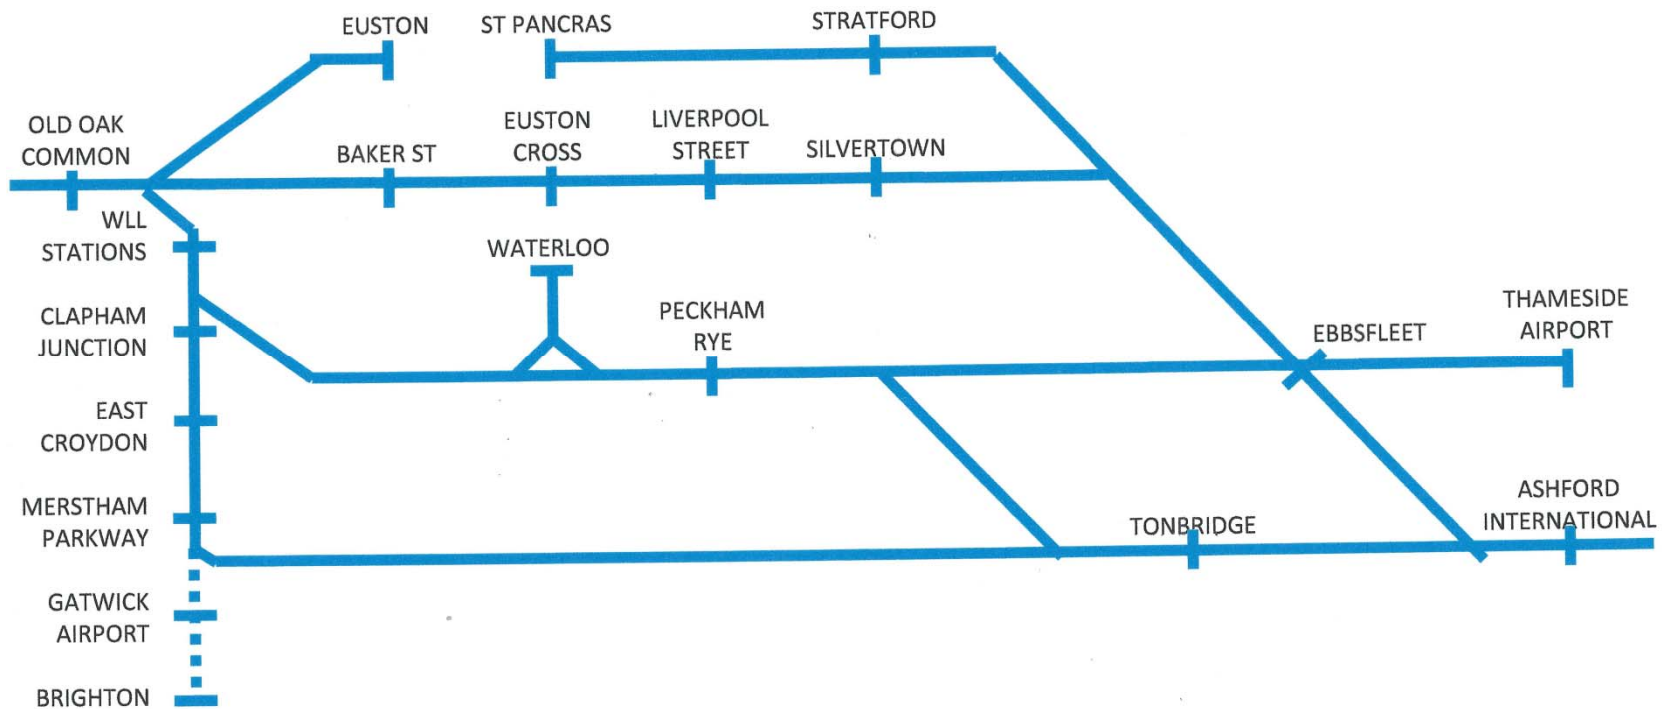 EUSTON
ST PANCRAS
STRATFORD
OLD OAK
COMMON
BAKER ST
EUSTON
CROSS
LIVERPOOL
STREET
SILVERTOWN
WLL
STATIONS
WATERLOO
CLAPHAM
JUNCTION
PECKHAM
RYE
EBBSFLEET
THAMESIDE
AIRPORT
EAST
CROYDON
MERSTHAM
PARKWAY
TONBRIDGE
ASHFORD
INTERNATIONAL
GATWICK
AIRPORT
BRIGHTON